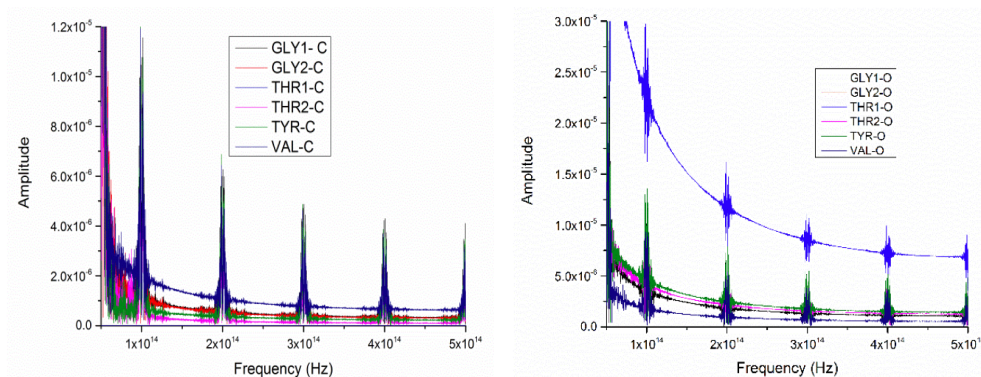 1.2x10⁻⁵
1.0x10⁻⁵
8.0x10⁻⁶
6.0x10⁻⁶
4.0x10⁻⁶
2.0x10⁻⁶
0.0
Amplitude
GLY1- C
GLY2-C
THR1-C
THR2-C
TYR-C
VAL-C
1x10¹⁴
2x10¹⁴
3x10¹⁴
4x10¹⁴
5x10¹⁴
Frequency (Hz)
3.0x10⁻⁵
2.5x10⁻⁵
2.0x10⁻⁵
1.5x10⁻⁵
1.0x10⁻⁵
5.0x10⁻⁶
0.0
Amplitude
GLY1-O
GLY2-O
THR1-O
THR2-O
TYR-O
VAL-O
1x10¹⁴
2x10¹⁴
3x10¹⁴
4x10¹⁴
5x10¹⁴
Frequency (Hz)